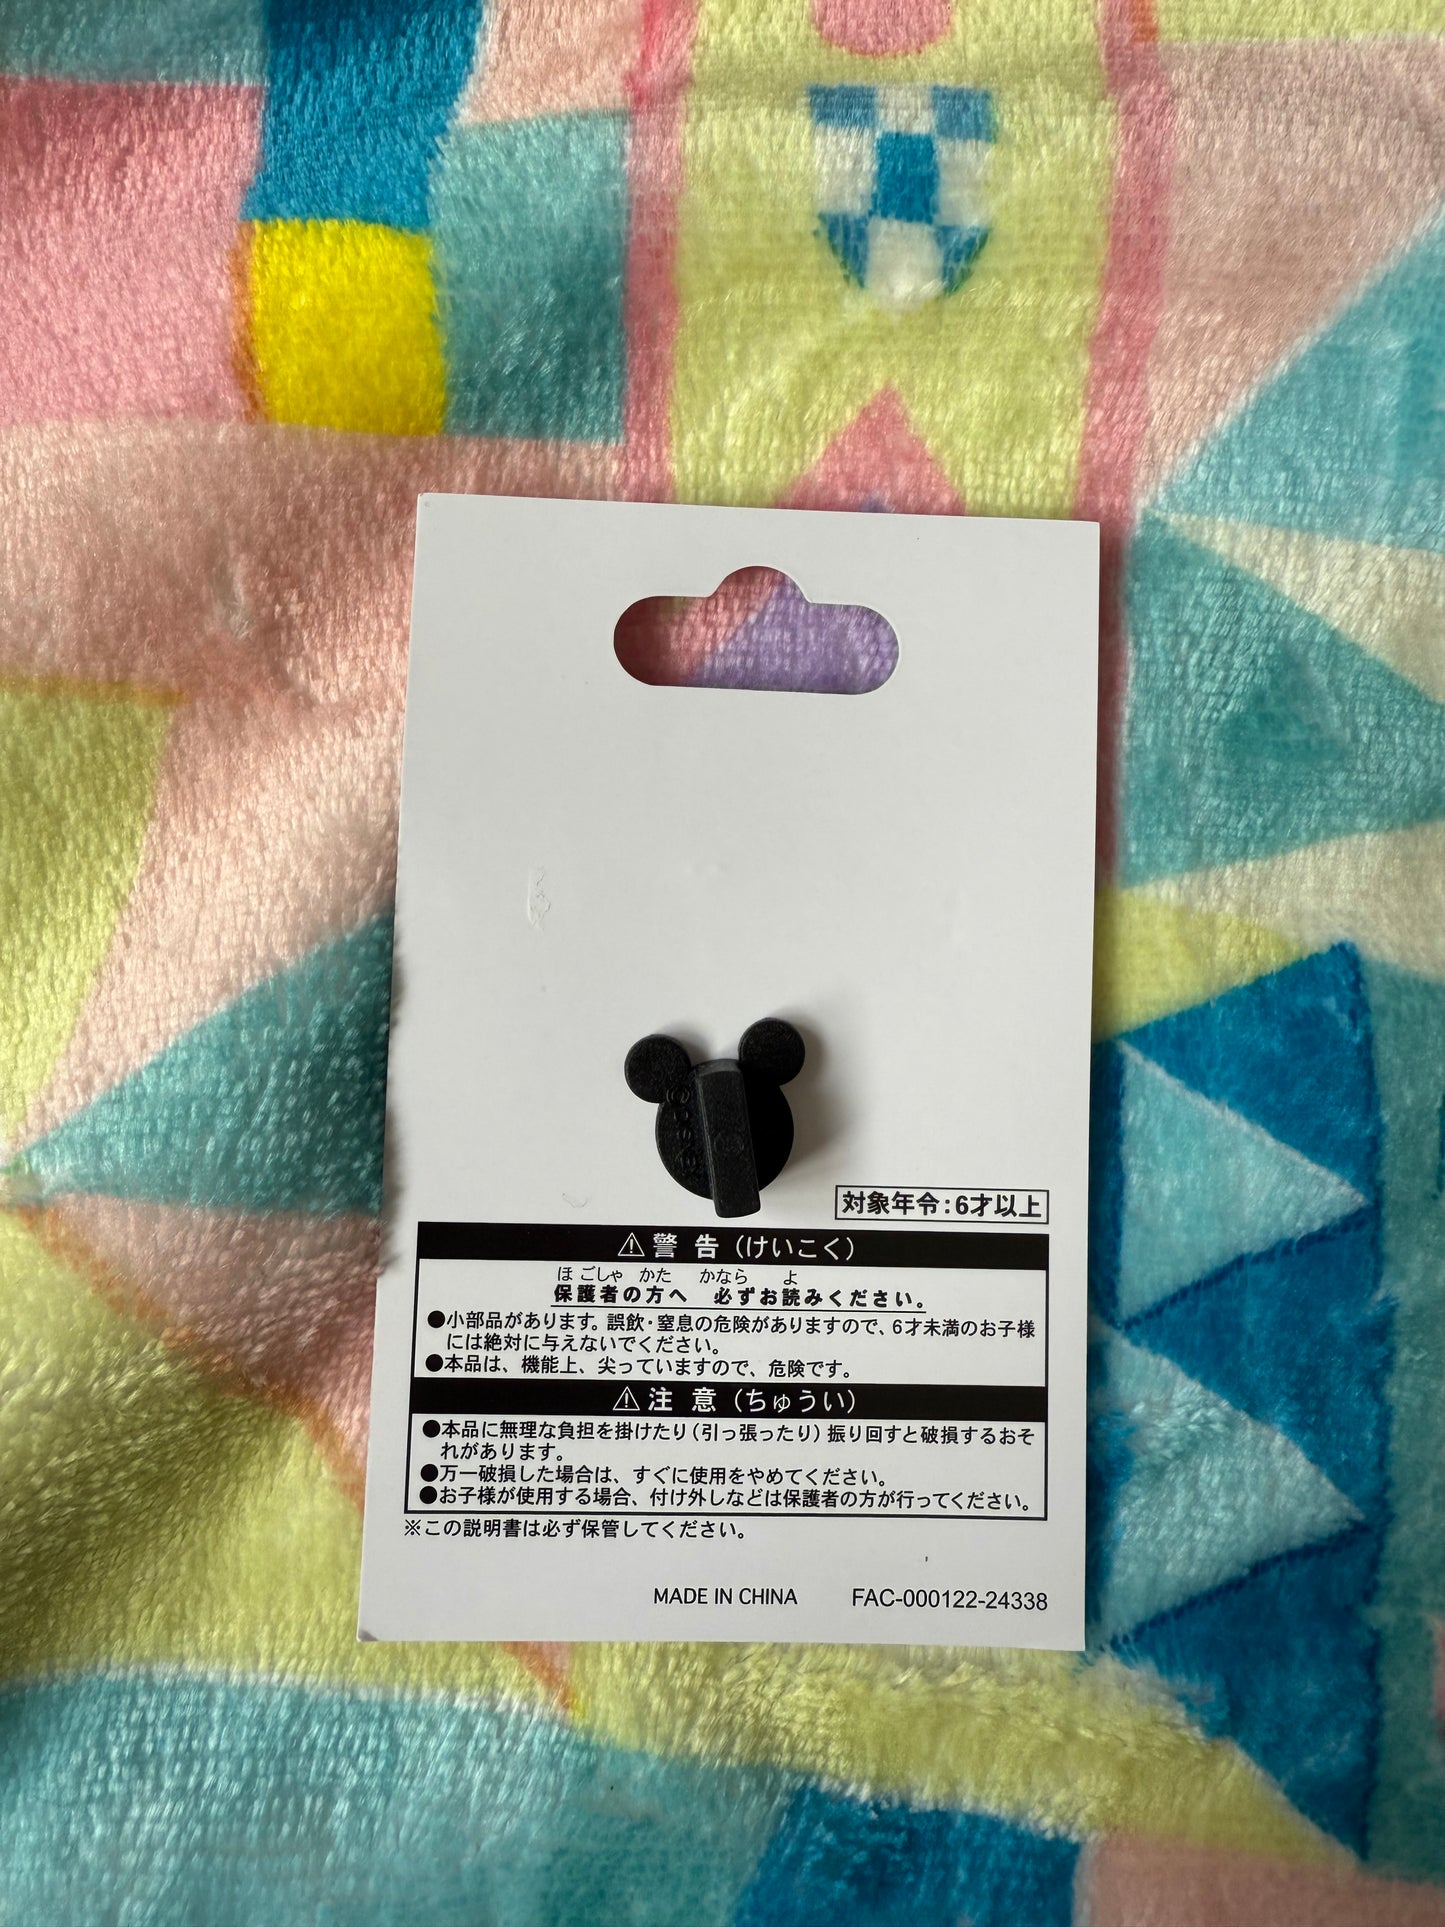 対象年令：6才以上
⚠警 告（けいこく）
ほ ごしゃ かた かなら よ
保護者の方へ 必ずお読みください。
●小部品があります。誤飲・窒息の危険がありますので、6才未満のお子様
には絶対に与えないでください。
●本品は、機能上、尖っていますので、危険です。
⚠注 意（ちゅうい）
●本品に無理な負担を掛けたり（引っ張ったり）振り回すと破損するおそ
れがあります。
●万一破損した場合は、すぐに使用をやめてください。
●お子様が使用する場合、付け外しなどは保護者の方が行ってください。
※この説明書は必ず保管してください。
MADE IN CHINA FAC-000122-24338